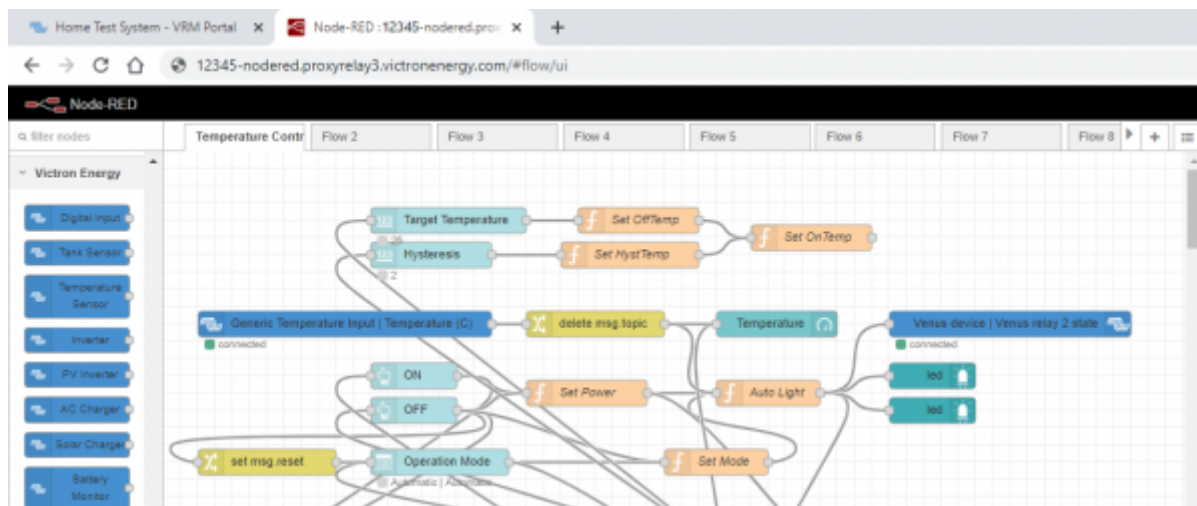 Home Test System - VRM Portal
Node-RED : 12345-nodered.prox
12345-nodered.proxyrelay3.victronenergy.com/#flow/ui
Node-RED
filter nodes
Temperature Contr
Flow 2
Flow 3
Flow 4
Flow 5
Flow 6
Flow 7
Flow 8
Victron Energy
Digital Input
Tank Sensor
Temperature
Sensor
Inverter
PV Inverter
AC Charger
Solar Charger
Battery
Monitor
123 Target Temperature
Set OffTemp
123 Hysteresis
Set HystTemp
2
Set OnTemp
Generic Temperature Input | Temperature (C)
connected
delete msg.topic
Temperature
Venus device | Venus relay 2 state
connected
ON
Set Power
Auto Light
led
OFF
led
set msg.reset
Operation Mode
Set Mode
Automatic | Automatic